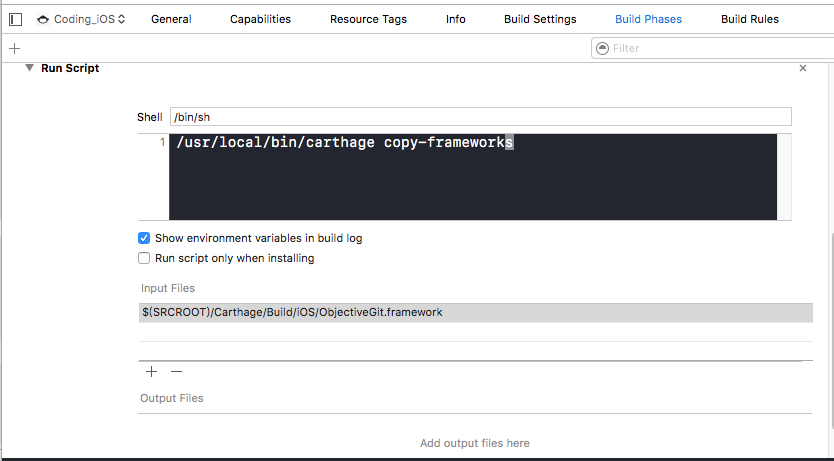 Coding_iOS General Capabilities Resource Tags Info Build Settings Build Phases Build Rules
Filter
Run Script
Shell /bin/sh
1 /usr/local/bin/carthage copy-frameworks
Show environment variables in build log
Run script only when installing
Input Files
$(SRCROOT)/Carthage/Build/iOS/ObjectiveGit.framework
Output Files
Add output files here